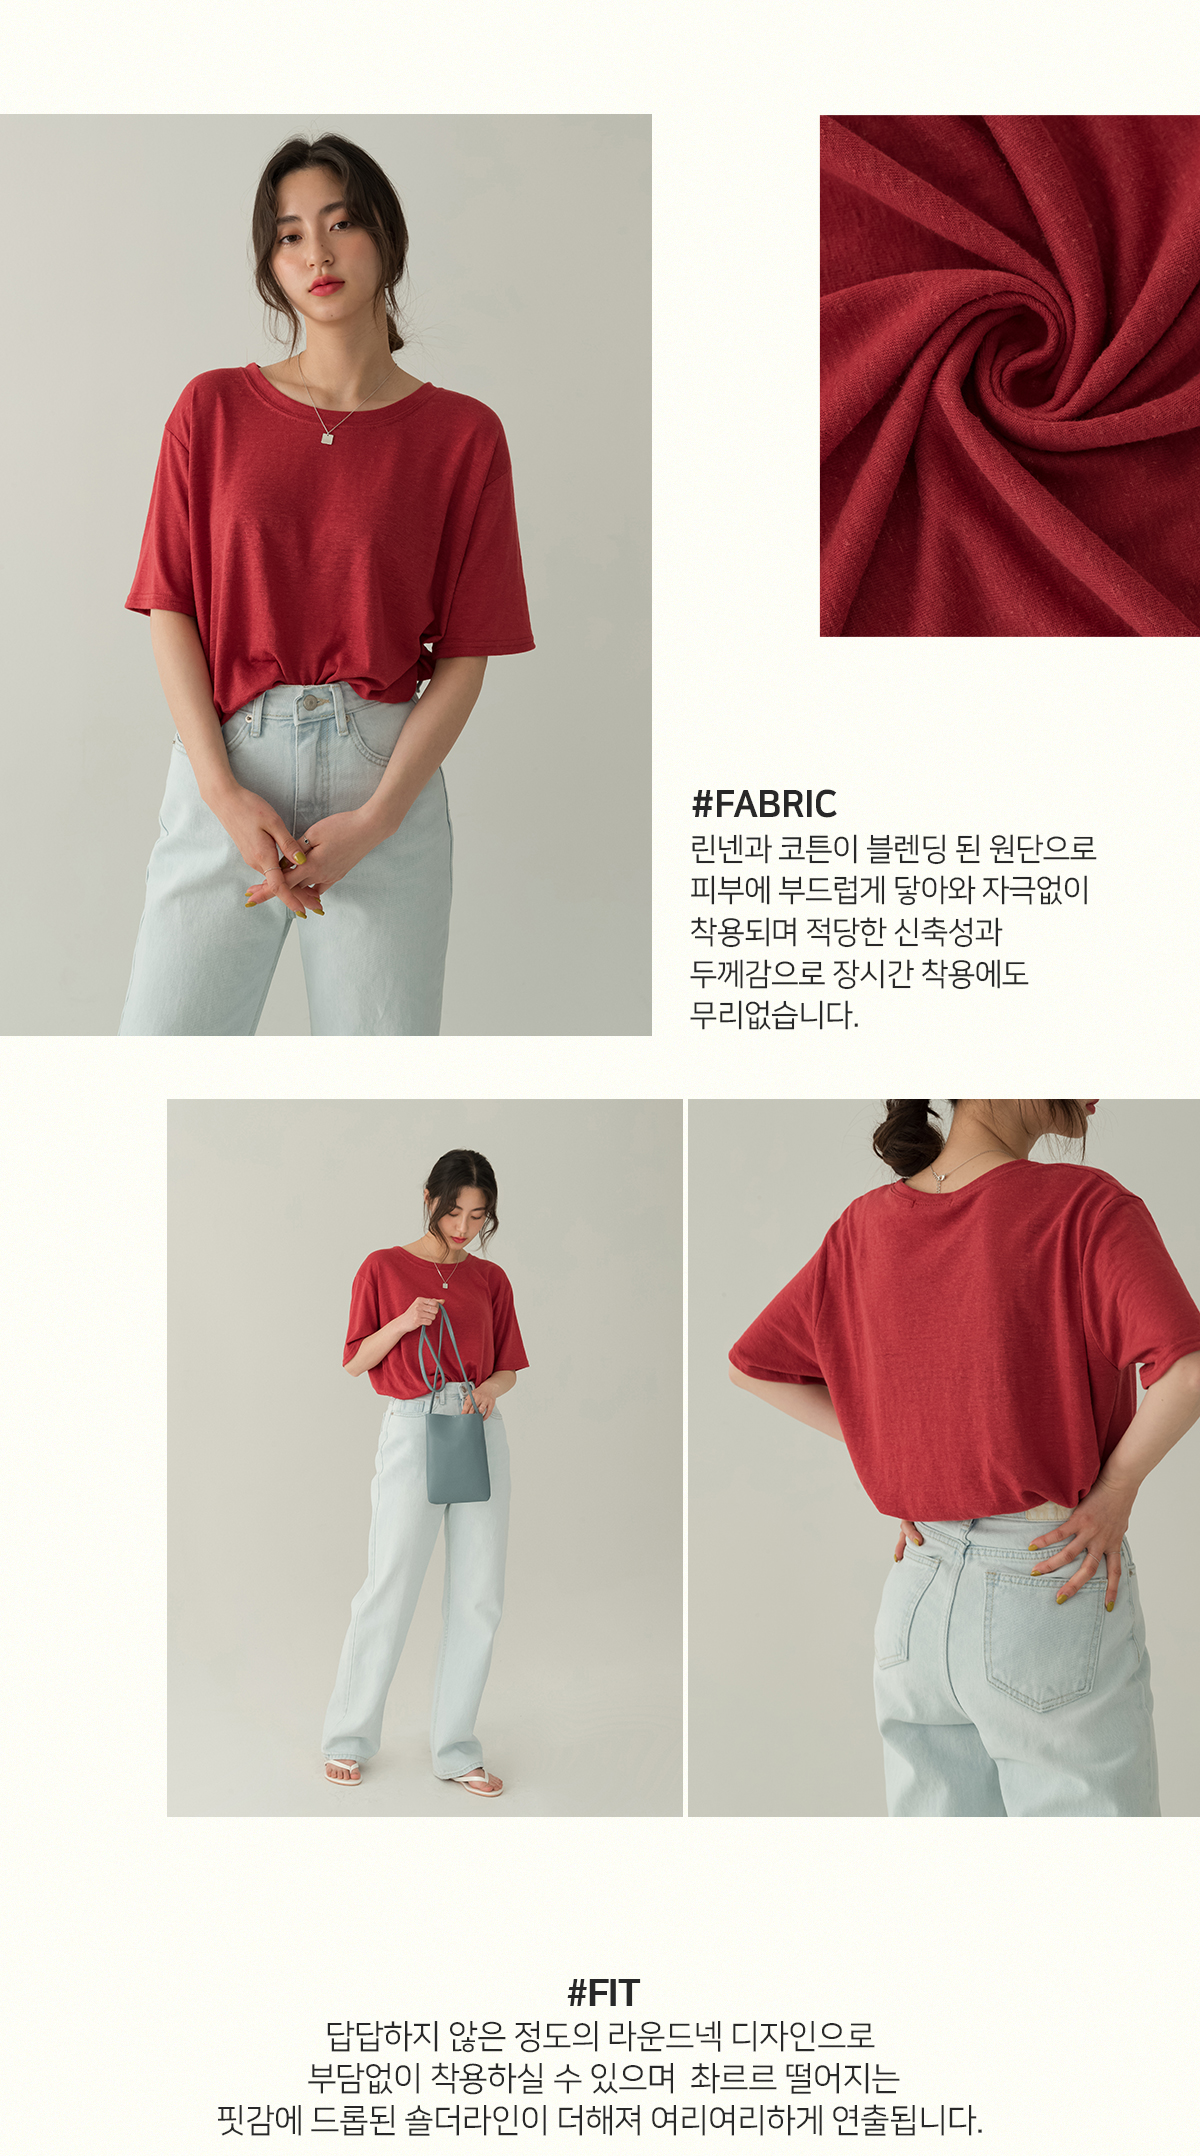 #FABRIC
린넨과 코튼이 블렌딩 된 원단으로
피부에 부드럽게 닿아와 자극없이
착용되며 적당한 신축성과
두께감으로 장시간 착용에도
무리없습니다.
#FIT
답답하지 않은 정도의 라운드넥 디자인으로
부담없이 착용하실 수 있으며 촤르르 떨어지는
핏감에 드롭된 숄더라인이 더해져 여리여리하게 연출됩니다.